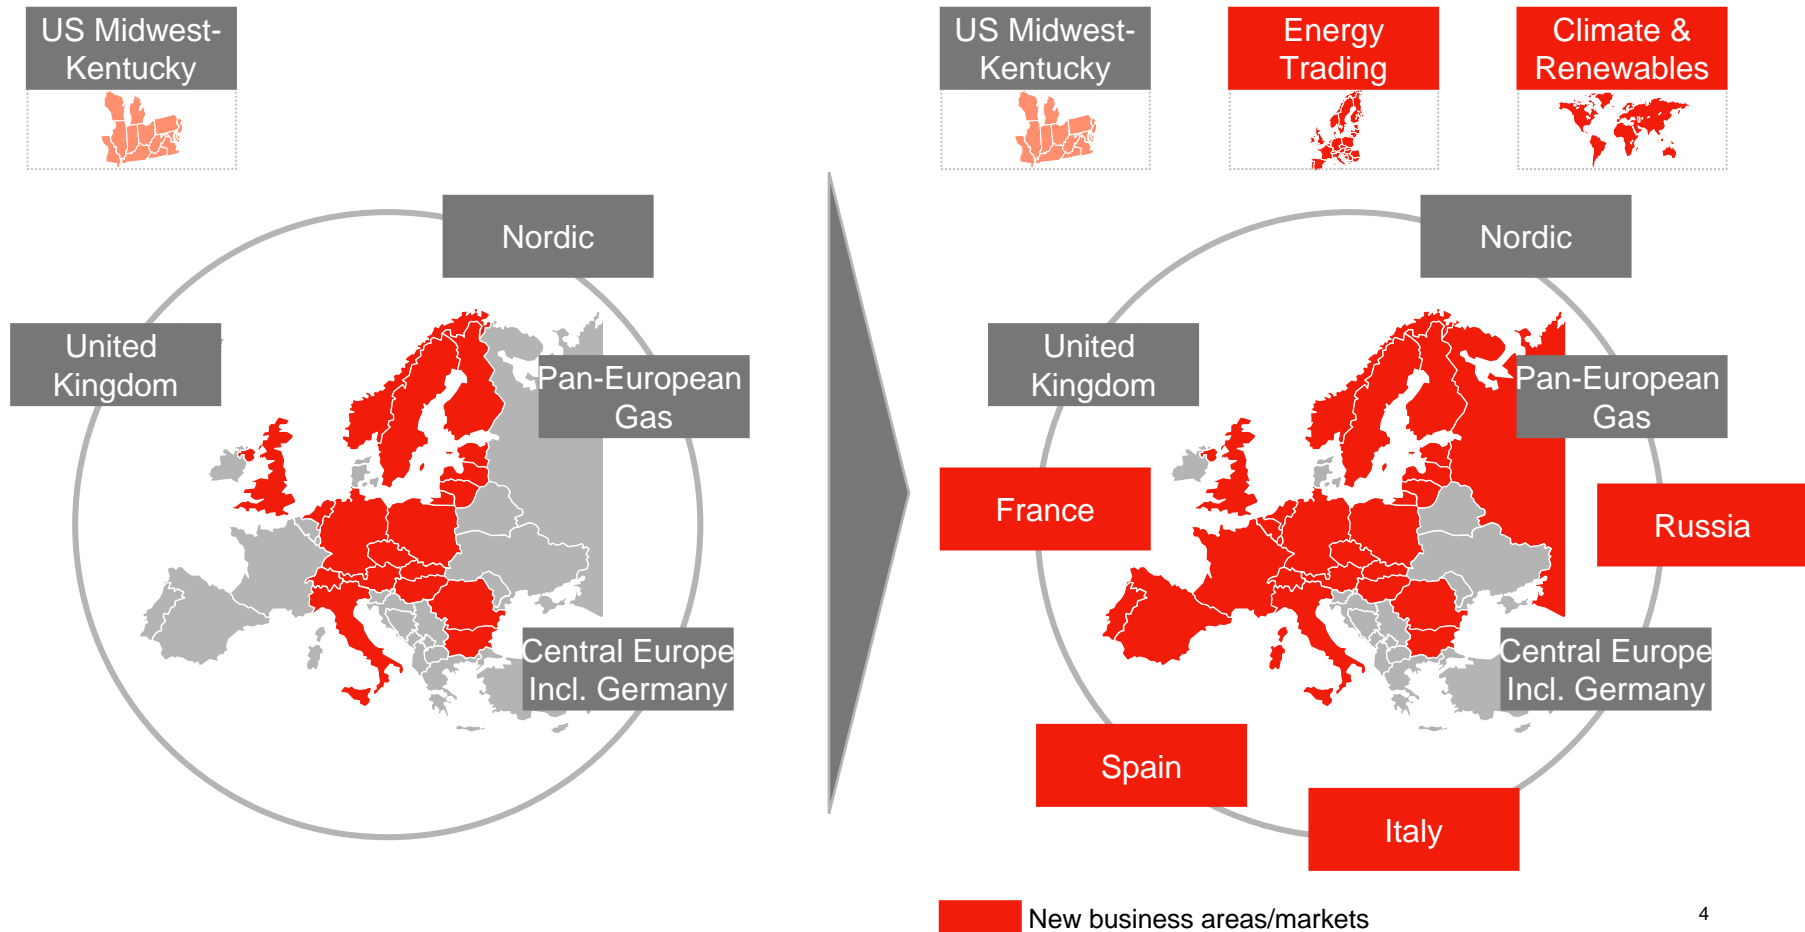 US Midwest-
Kentucky
Nordic
United
Kingdom
Pan-European
Gas
Central Europe
Incl. Germany
US Midwest-
Kentucky
Energy
Trading
Climate &
Renewables
Nordic
United
Kingdom
Pan-European
Gas
France
Russia
Central Europe
Incl. Germany
Spain
Italy
New business areas/markets
4